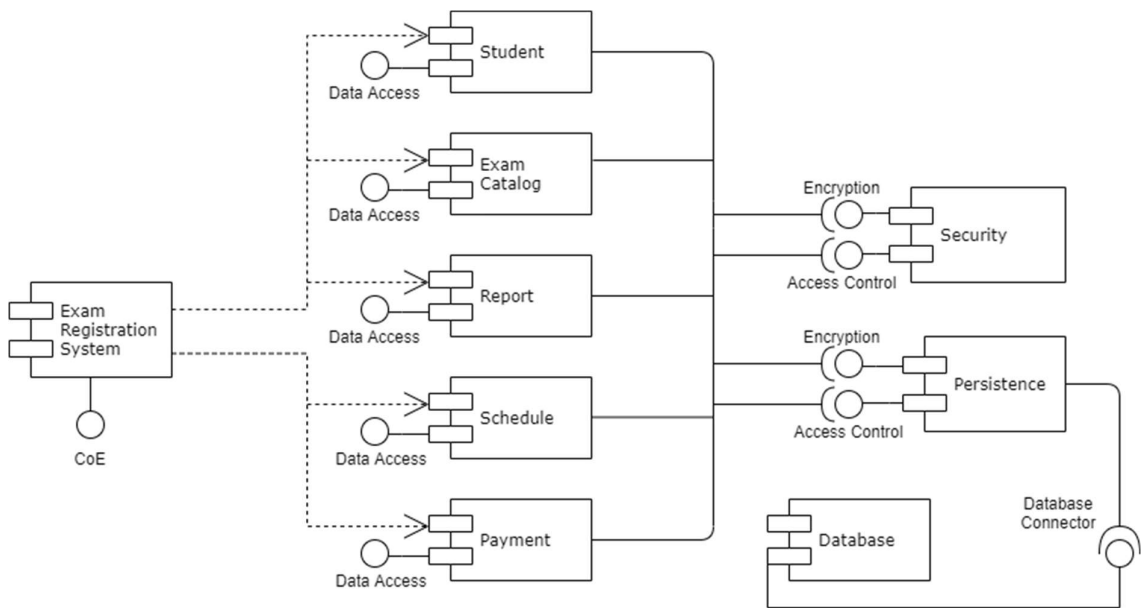 Student
Data Access
Exam
Catalog
Data Access
Report
Data Access
Schedule
Data Access
Payment
Data Access
Exam
Registration
System
CoE
Encryption
Security
Access Control
Encryption
Persistence
Access Control
Database
Database
Connector